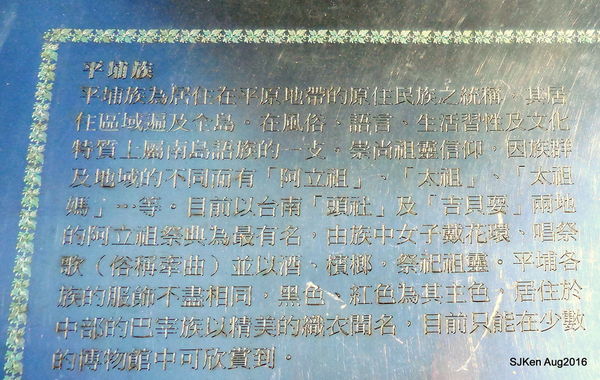 平埔族
平埔族為居住在平原地帶的原住民族之統稱，其居
住區域遍及全島。在風俗、語言、生活習性及文化
特質上屬南島語族的一支。崇尚祖靈信仰，因族群
及地域的不同而有「阿立祖」、「太祖」、「太祖
媽」…等。目前以台南「頭社」及「吉貝耍」兩地
的阿立祖祭典為最有名，由族中女子戴花環、唱祭
歌（俗稱牽曲）並以酒、檳榔，祭祀祖靈。平埔各
族的服飾不盡相同，黑色、紅色為其主色，居住於
中部的巴宰族以精美的織衣聞名，目前只能在少數
的博物館中可欣賞到。
SJKen Aug2016